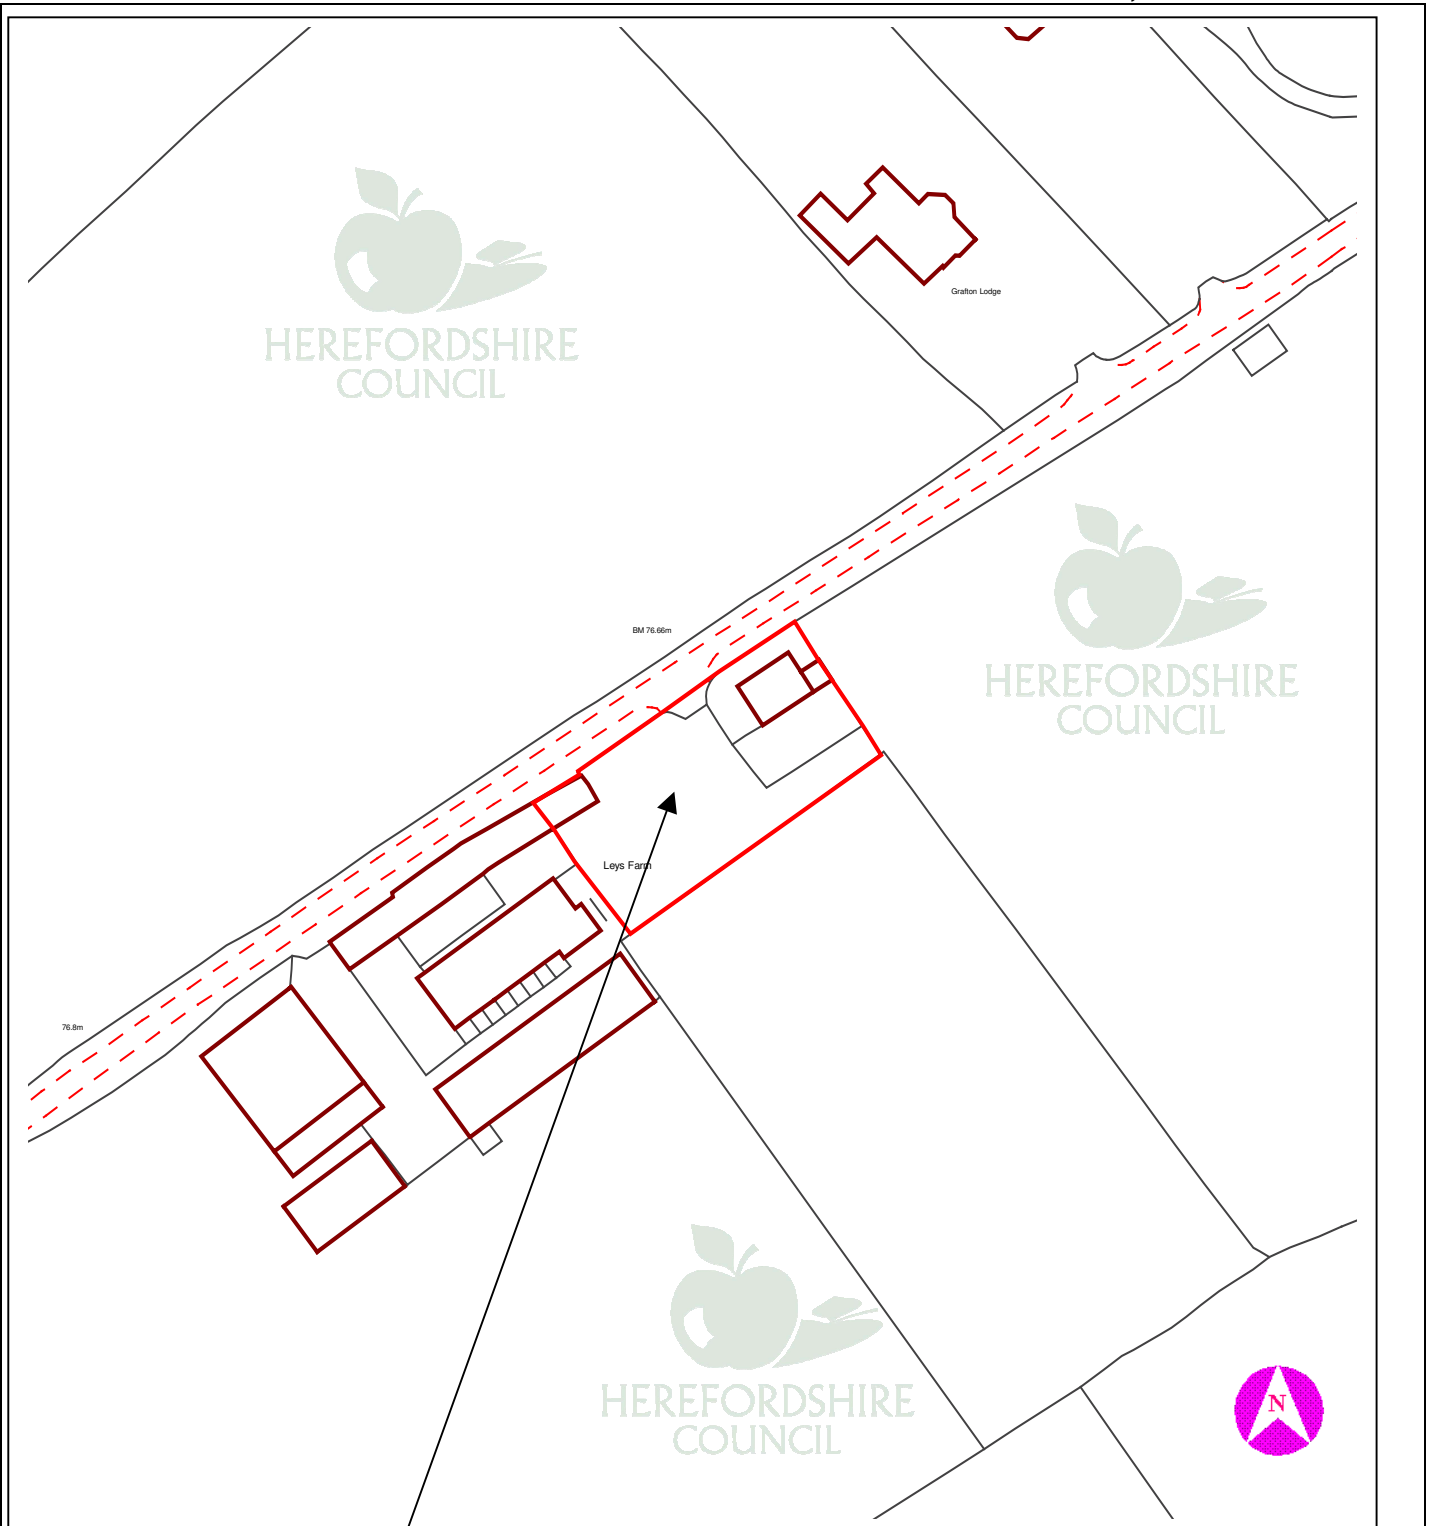 HEREFORDSHIRE
COUNCIL
Grafton Lodge
HEREFORDSHIRE
COUNCIL
BM 76.66m
Leys Farm
76.8m
HEREFORDSHIRE
COUNCIL
N